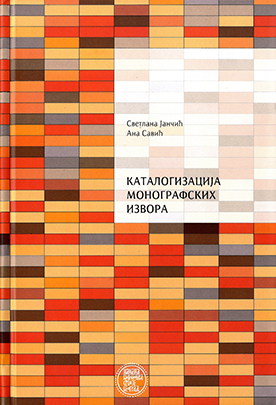 Светлана Јанчић
Ана Савић
КАТАЛОГИЗАЦИЈА
МОНОГРАФСКИХ
ИЗВОРА